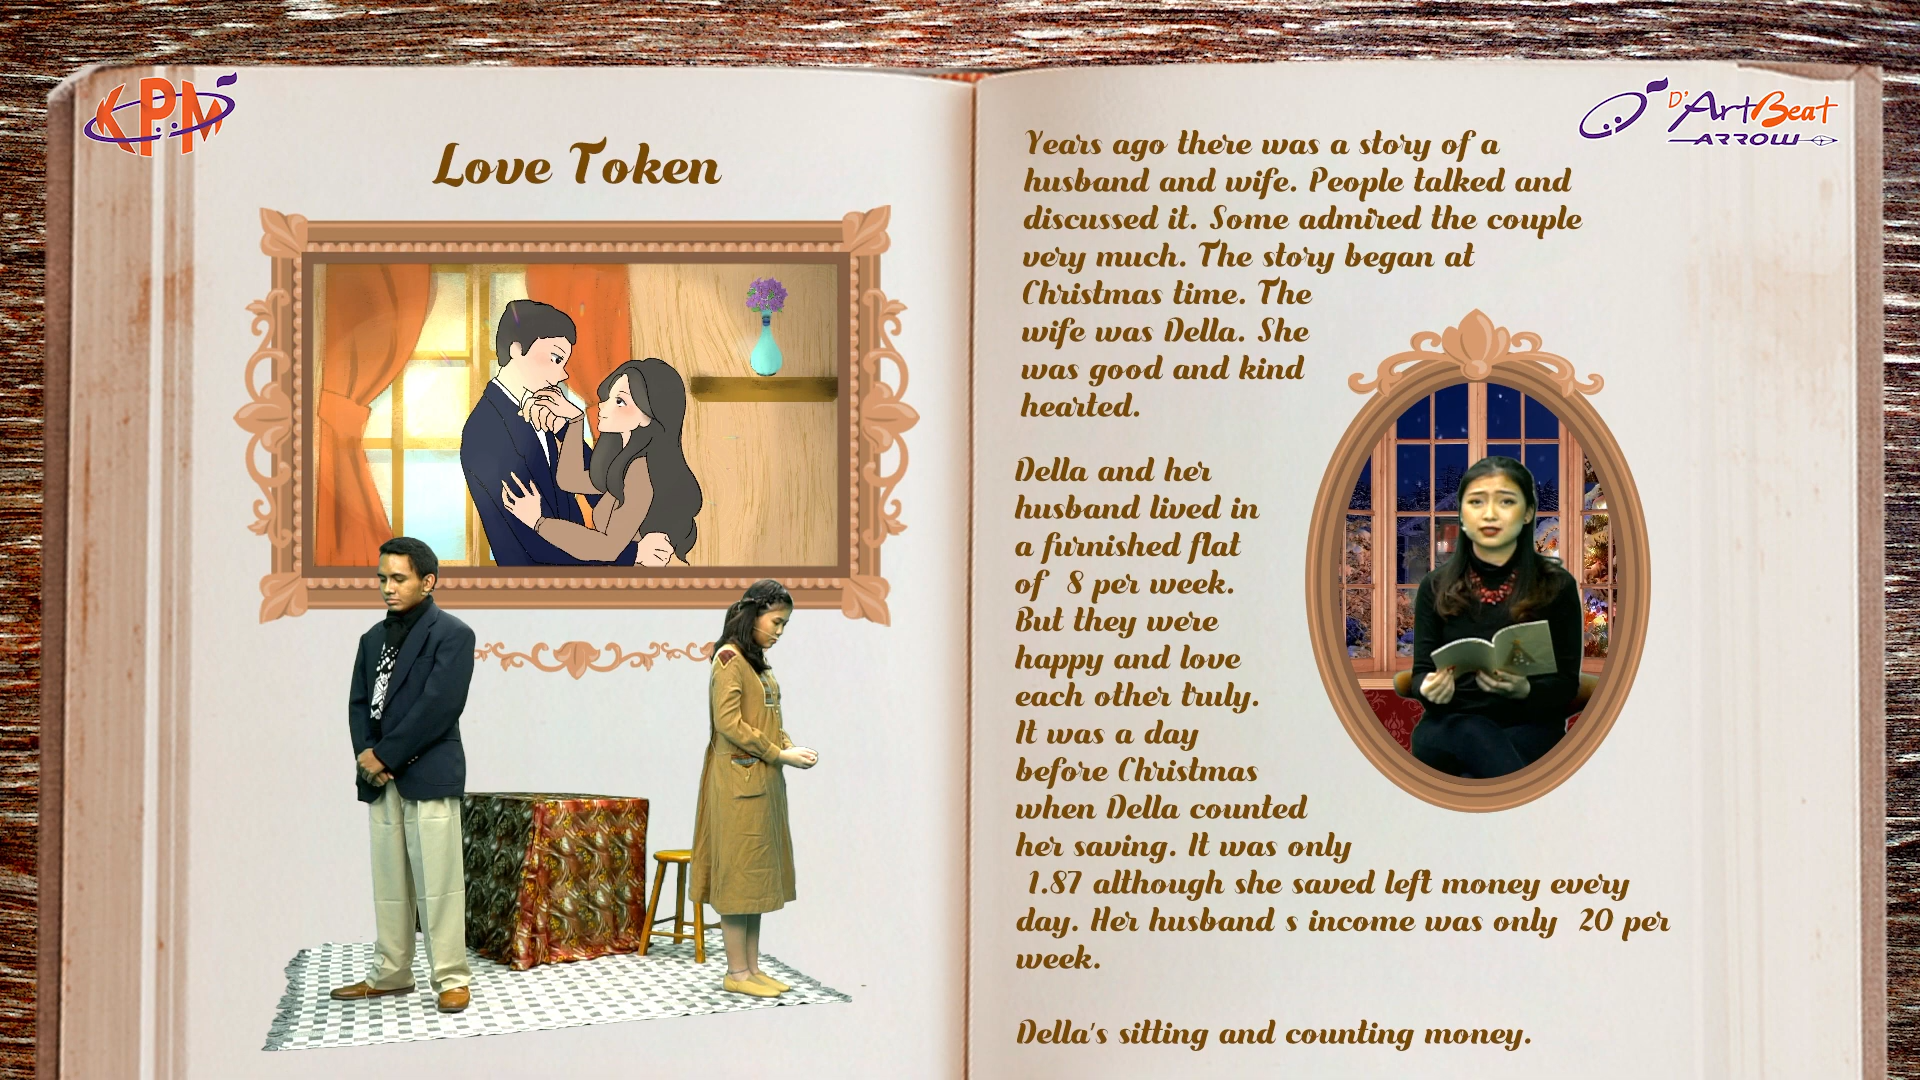 KPM
D'ArtBeat
ARROW
Love Token
Years ago there was a story of a
husband and wife. People talked and
discussed it. Some admired the couple
very much. The story began at
Christmas time. The
wife was Della. She
was good and kind
hearted.
Della and her
husband lived in
a furnished flat
of 8 per week.
But they were
happy and love
each other truly.
It was a day
before Christmas
when Della counted
her saving. It was only
1.87 although she saved left money every
day. Her husband s income was only 20 per
week.
Della's sitting and counting money.